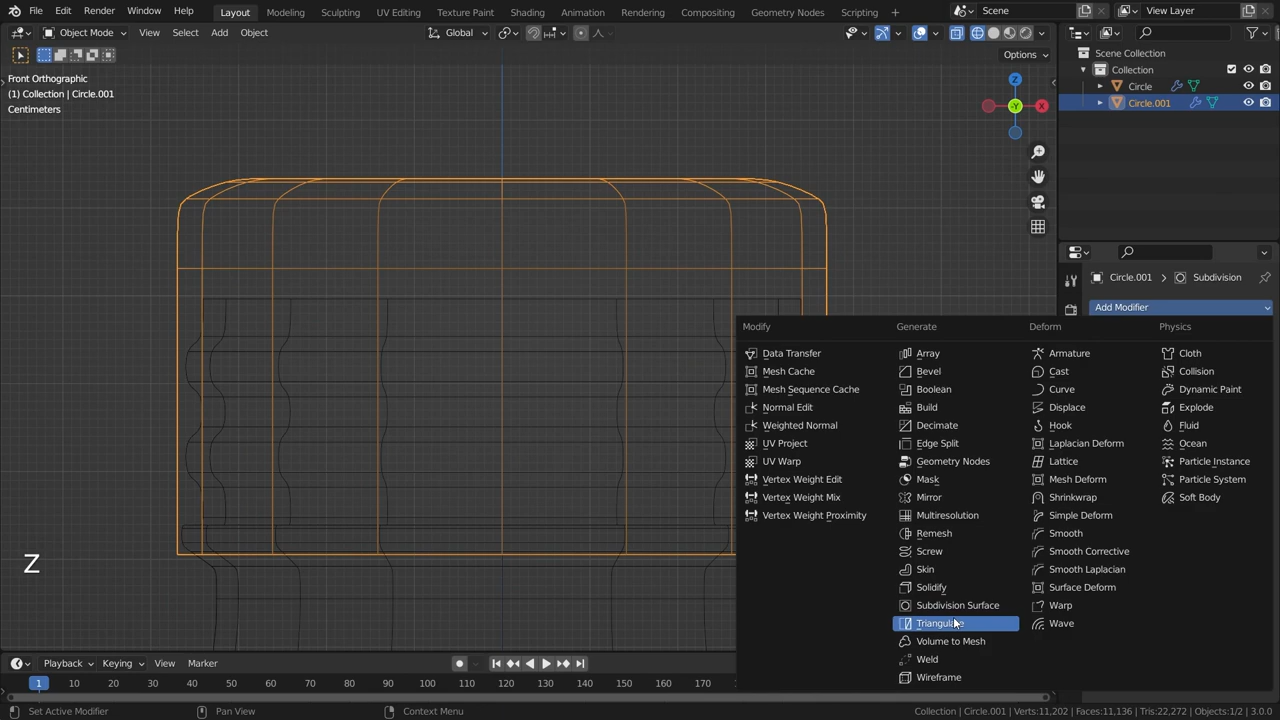 File Edit Render Window Help Layout Modeling Sculpting UV Editing Texture Paint Shading Animation Rendering Compositing Geometry Nodes Scripting + Scene View Layer
Object Mode View Select Add Object Global
Options
Scene Collection
Collection
Circle
Circle.001
Front Orthographic
(1) Collection | Circle.001
Centimeters
Z
X
-Y
Circle.001 > Subdivision
Add Modifier
Modify Generate Deform Physics
Data Transfer Array Armature Cloth
Mesh Cache Bevel Cast Collision
Mesh Sequence Cache Boolean Curve Dynamic Paint
Normal Edit Build Displace Explode
Weighted Normal Decimate Hook Fluid
UV Project Edge Split Laplacian Deform Ocean
UV Warp Geometry Nodes Lattice Particle Instance
Vertex Weight Edit Mask Mesh Deform Particle System
Vertex Weight Mix Mirror Shrinkwrap Soft Body
Vertex Weight Proximity Multiresolution Simple Deform
Remesh Smooth
Screw Smooth Corrective
Skin Smooth Laplacian
Solidify Surface Deform
Subdivision Surface Warp
Triangulate Wave
Volume to Mesh
Weld
Wireframe
Z
Playback Keying View Marker
1 10 20 30 40 50 60 70 80 90 100 110 120 130 140 150 160 170
Set Active Modifier Pan View Context Menu Collection | Circle.001 | Verts:11,202 | Faces:11,136 | Tris:22,272 | Objects:1/2 | 3.0.0